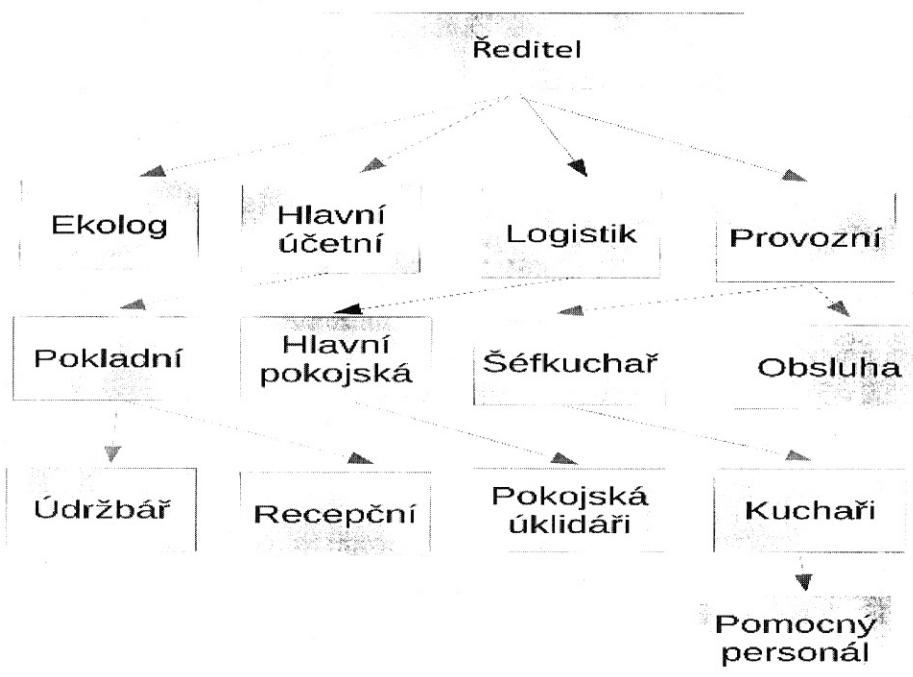 Ředitel
Ekolog
Hlavní
účetní
Logistik
Provozní
Pokladní
Hlavní
pokojská
Šéfkuchař
Obsluha
Údržbář
Recepční
Pokojská
úklidáři
Kuchaři
Pomocný
personál